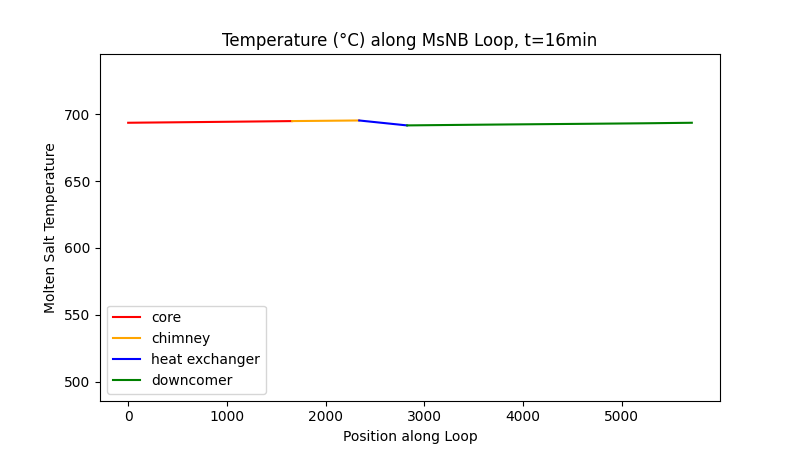 Temperature (°C) along MsNB Loop, t=16min
Molten Salt Temperature
700
650
600
550
500
core
chimney
heat exchanger
downcomer
0 1000 2000 3000 4000 5000
Position along Loop